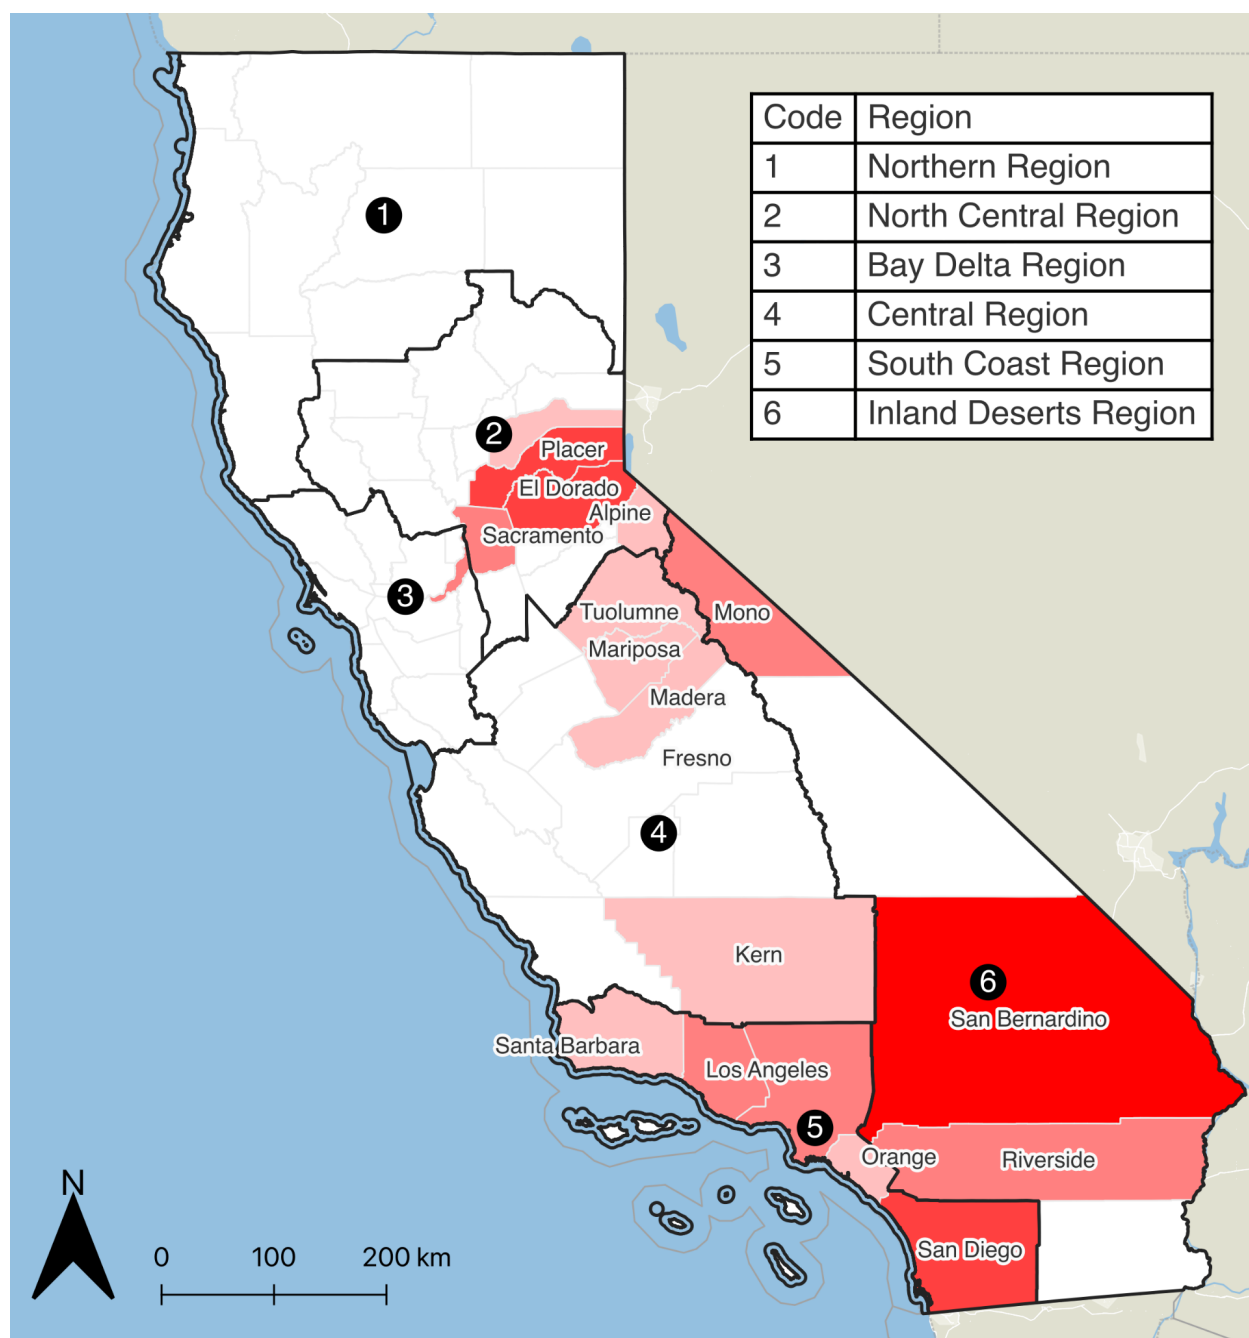 Code Region
1 Northern Region
2 North Central Region
3 Bay Delta Region
4 Central Region
5 South Coast Region
6 Inland Deserts Region
1
2
Placer
El Dorado
Alpine
Sacramento
3
Tuolumne
Mono
Mariposa
Madera
Fresno
4
Kern
6
San Bernardino
Santa Barbara
Los Angeles
5
Orange
Riverside
San Diego
N
0 100 200 km